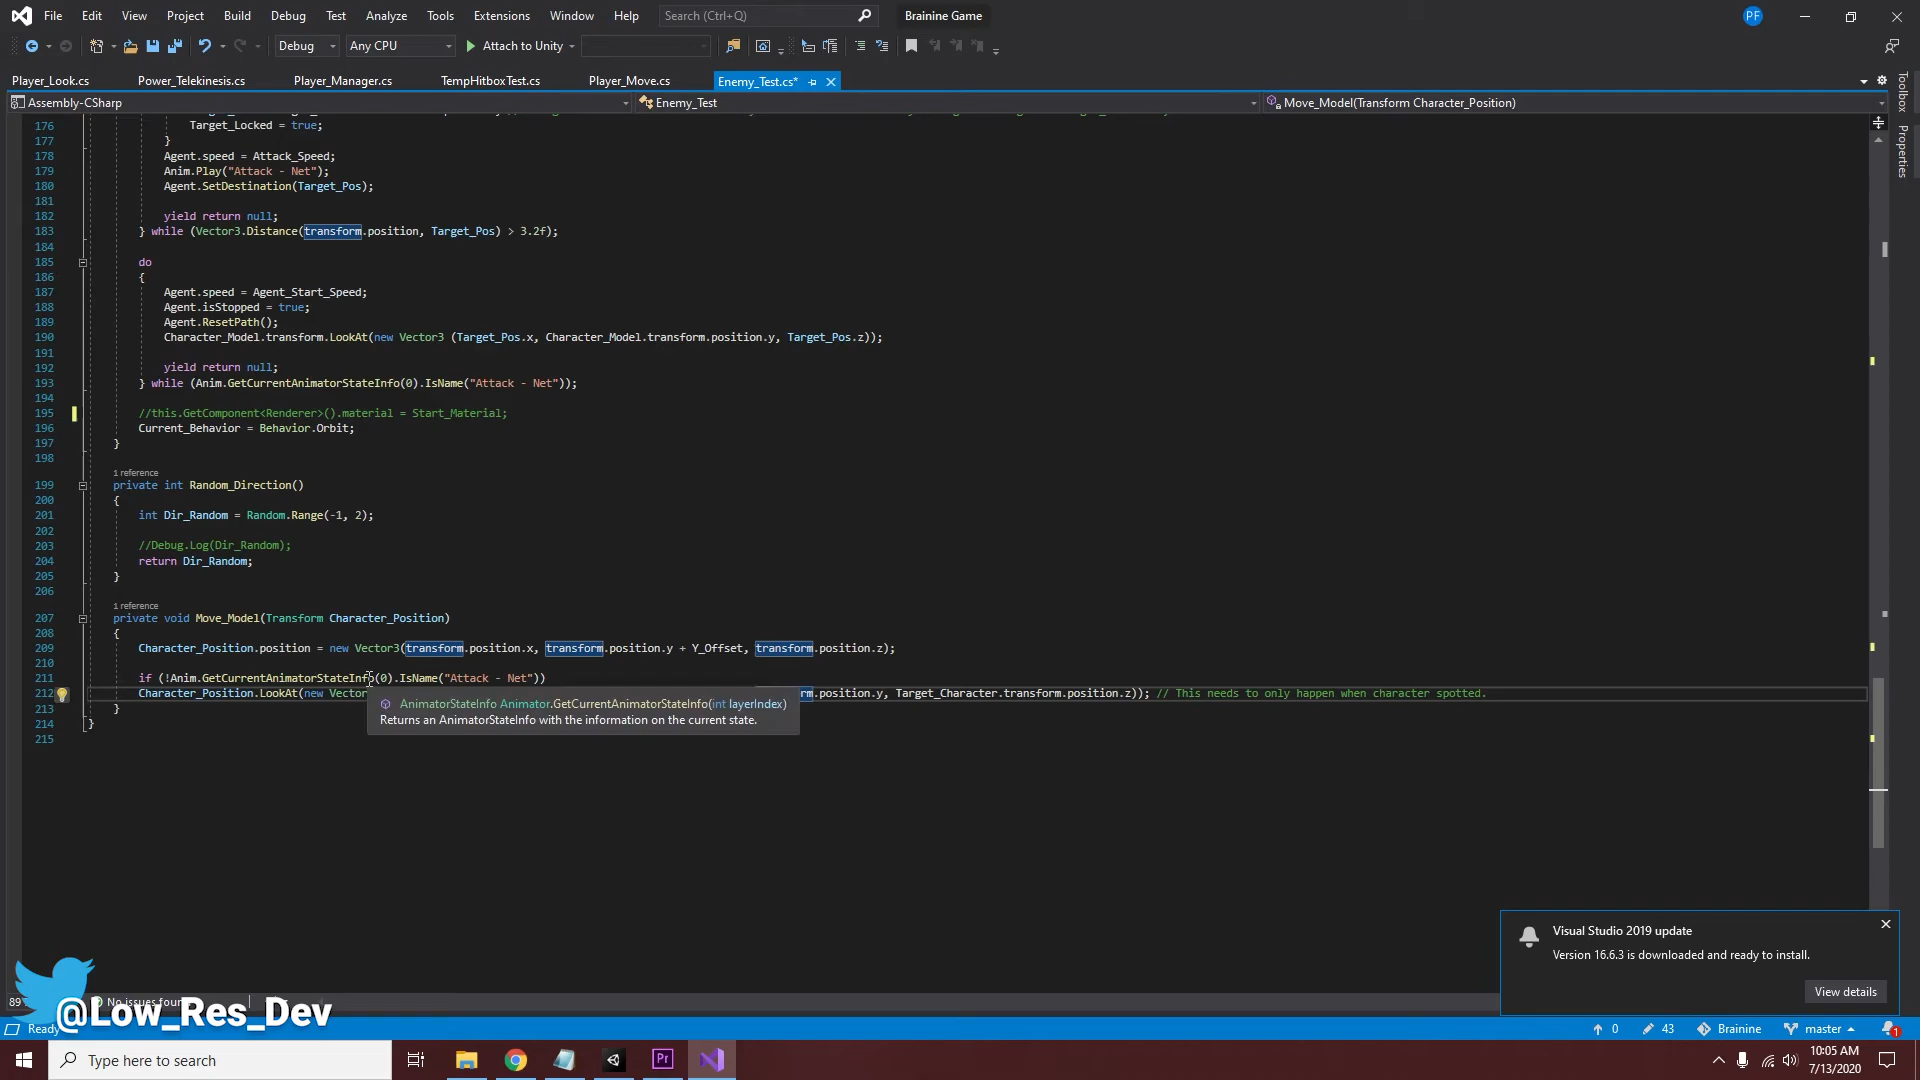 File Edit View Project Build Debug Test Analyze Tools Extensions Window Help Search (Ctrl+Q) Brainine Game PF
Debug Any CPU Attach to Unity
Player_Look.cs Power_Telekinesis.cs Player_Manager.cs TempHitboxTest.cs Player_Move.cs Enemy_Test.cs*
Assembly-CSharp Enemy_Test Move_Model(Transform Character_Position)
Toolbox
Properties
176 Target_Locked = true;
177 }
178 Agent.speed = Attack_Speed;
179 Anim.Play("Attack - Net");
180 Agent.SetDestination(Target_Pos);
181
182 yield return null;
183 } while (Vector3.Distance(transform.position, Target_Pos) > 3.2f);
184
185 do
186 {
187 Agent.speed = Agent_Start_Speed;
188 Agent.isStopped = true;
189 Agent.ResetPath();
190 Character_Model.transform.LookAt(new Vector3 (Target_Pos.x, Character_Model.transform.position.y, Target_Pos.z));
191
192 yield return null;
193 } while (Anim.GetCurrentAnimatorStateInfo(0).IsName("Attack - Net"));
194
195 //this.GetComponent<Renderer>().material = Start_Material;
196 Current_Behavior = Behavior.Orbit;
197 }
198
1 reference
199 private int Random_Direction()
200 {
201 int Dir_Random = Random.Range(-1, 2);
202
203 //Debug.Log(Dir_Random);
204 return Dir_Random;
205 }
206
1 reference
207 private void Move_Model(Transform Character_Position)
208 {
209 Character_Position.position = new Vector3(transform.position.x, transform.position.y + Y_Offset, transform.position.z);
210
211 if (!Anim.GetCurrentAnimatorStateInfo(0).IsName("Attack - Net"))
212 Character_Position.LookAt(new Vector rm.position.y, Target_Character.transform.position.z)); // This needs to only happen when character spotted.
AnimatorStateInfo Animator.GetCurrentAnimatorStateInfo(int layerIndex)
Returns an AnimatorStateInfo with the information on the current state.
213 }
214 }
215
Visual Studio 2019 update
Version 16.6.3 is downloaded and ready to install.
View details
89 No issues foun
@Low_Res_Dev
Ready 0 43 Brainine master 1
Type here to search Pr 10:05 AM
7/13/2020